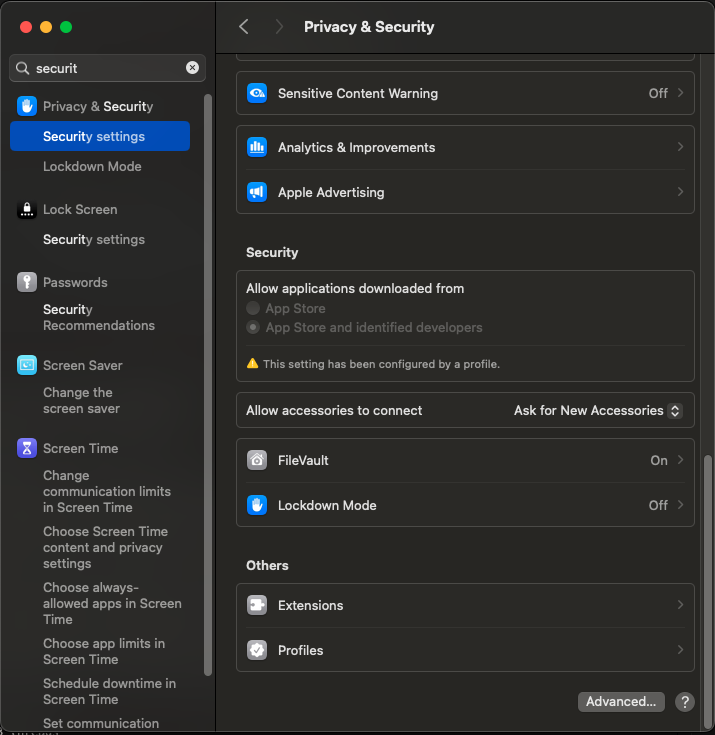 Privacy & Security
securit
Privacy & Security
Security settings
Lockdown Mode
Lock Screen
Security settings
Passwords
Security
Recommendations
Screen Saver
Change the
screen saver
Screen Time
Change
communication limits
in Screen Time
Choose Screen Time
content and privacy
settings
Choose always-
allowed apps in Screen
Time
Choose app limits in
Screen Time
Schedule downtime in
Screen Time
Set communication
Sensitive Content Warning Off
Analytics & Improvements
Apple Advertising
Security
Allow applications downloaded from
App Store
App Store and identified developers
This setting has been configured by a profile.
Allow accessories to connect Ask for New Accessories
FileVault On
Lockdown Mode Off
Others
Extensions
Profiles
Advanced...
?